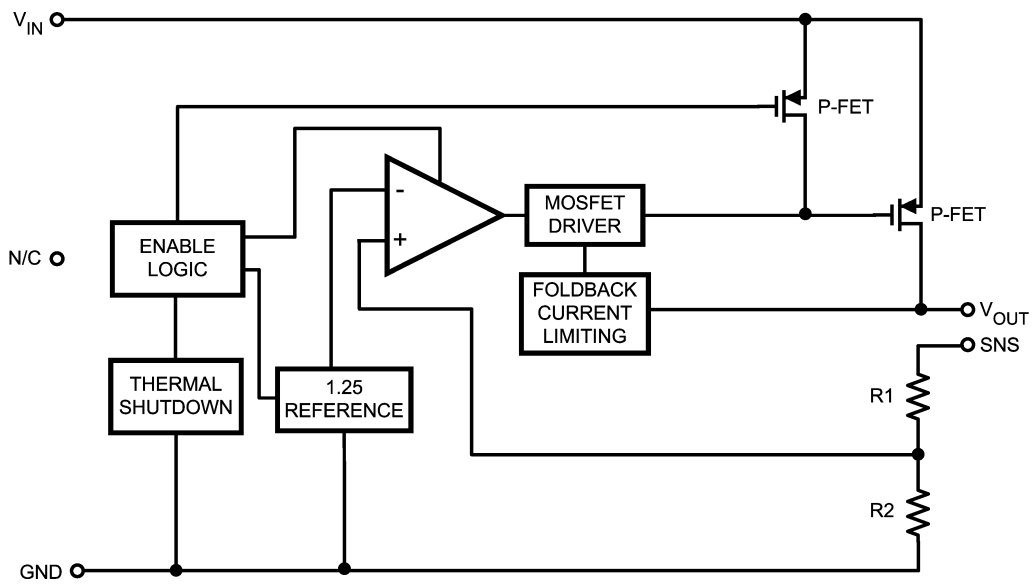 VIN
P-FET
-
MOSFET
DRIVER
P-FET
ENABLE
LOGIC
+
N/C
FOLDBACK
CURRENT
LIMITING
VOUT
SNS
THERMAL
SHUTDOWN
1.25
REFERENCE
R1
R2
GND